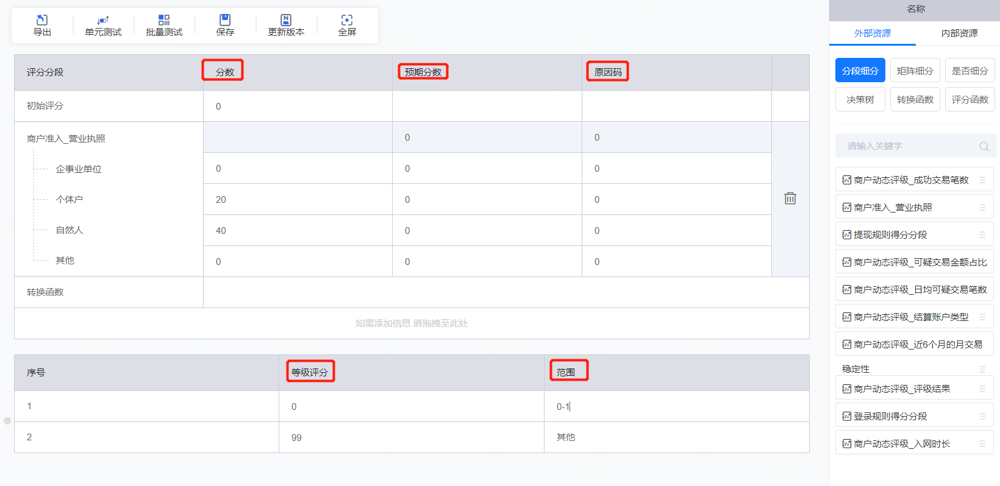 导出
单元测试
批量测试
保存
更新版本
全屏
评分分段 分数 预期分数 原因码
初始评分 0
商户准入_营业执照 0 0
企事业单位 0 0 0
个体户 20 0 0
自然人 40 0 0
其他 0 0 0
转换函数
如需添加信息 请拖拽至此处
序号 等级评分 范围
1 0 0-1
2 99 其他
名称
外部资源 内部资源
分段细分 矩阵细分 是否细分
决策树 转换函数 评分函数
请输入关键字
商户动态评级_成功交易笔数
商户准入_营业执照
提现规则得分分段
商户动态评级_可疑交易金额占比
商户动态评级_日均可疑交易笔数
商户动态评级_结算账户类型
商户动态评级_近6个月的月交易
稳定性
商户动态评级_评级结果
登录规则得分分段
商户动态评级_入网时长